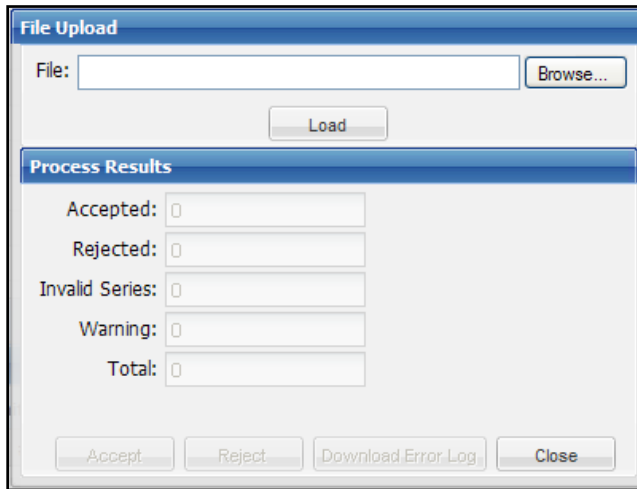 File Upload
File: Browse...
Load
Process Results
Accepted: 0
Rejected: 0
Invalid Series: 0
Warning: 0
Total: 0
Accept Reject Download Error Log Close